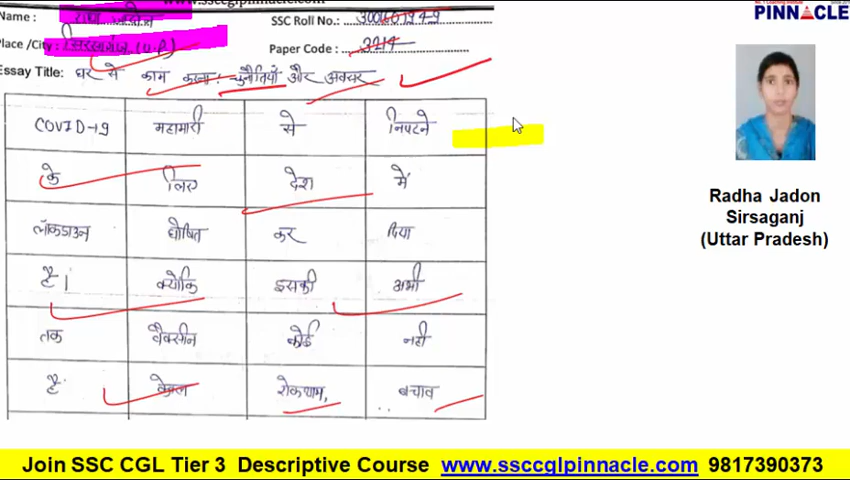 PINNACLE
Name : राधा जादौन
SSC Roll No.:
Place /City : सिरसागंज, (U.P)
Paper Code : 3214
Essay Title: घर से काम करना: चुनौतियाँ और अवसर
COVID-19 महामारी से निपटने
के लिए देश में
लॉकडाउन घोषित कर दिया
है। क्योकि इसकी अभी
तक वैक्सीन कोई नही
है केवल रोकथाम, बचाव
Radha Jadon
Sirsaganj
(Uttar Pradesh)
Join SSC CGL Tier 3 Descriptive Course www.ssccglpinnacle.com 9817390373